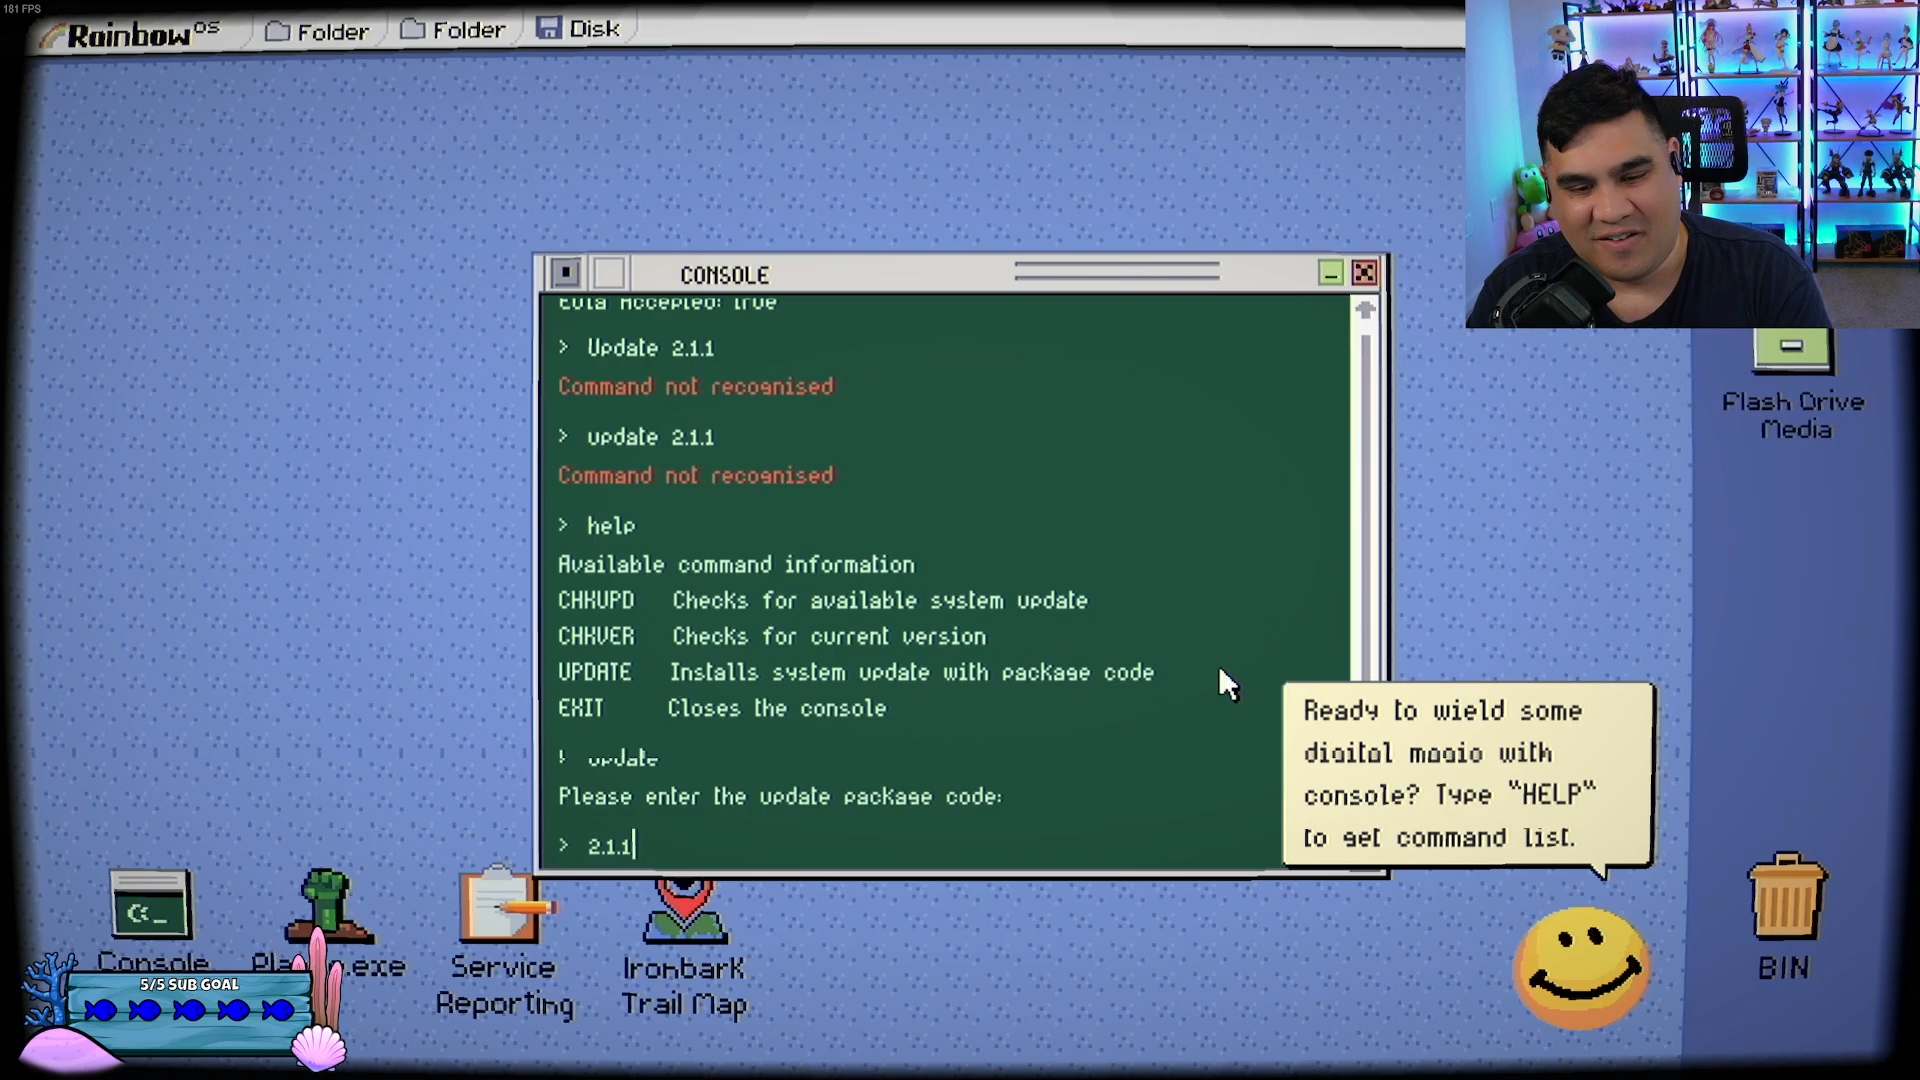 181 FPS
RainbowOS
Folder
Folder
Disk
CONSOLE
Eula Accepted: True
> Update 2.1.1
Command not recognised
> update 2.1.1
Command not recognised
> help
Available command information
CHKUPD Checks for available system update
CHKVER Checks for current version
UPDATE Installs system update with package code
EXIT Closes the console
> update
Please enter the update package code:
> 2.1.1
Ready to wield some
digital magic with
console? Type "HELP"
to get command list.
Flash Drive
Media
BIN
Console
.exe
Service
Reporting
Ironbark
Trail Map
5/5 SUB GOAL